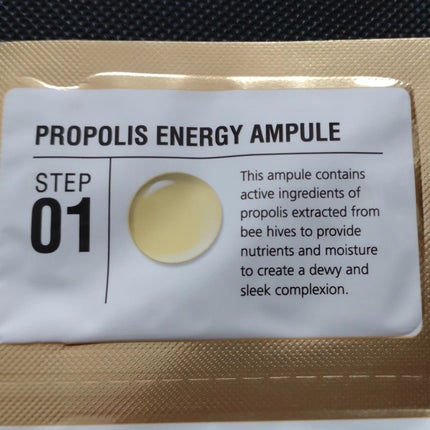 PROPOLIS ENERGY AMPULE
STEP
01
This ampule contains
active ingredients of
propolis extracted from
bee hives to provide
nutrients and moisture
to create a dewy and
sleek complexion.